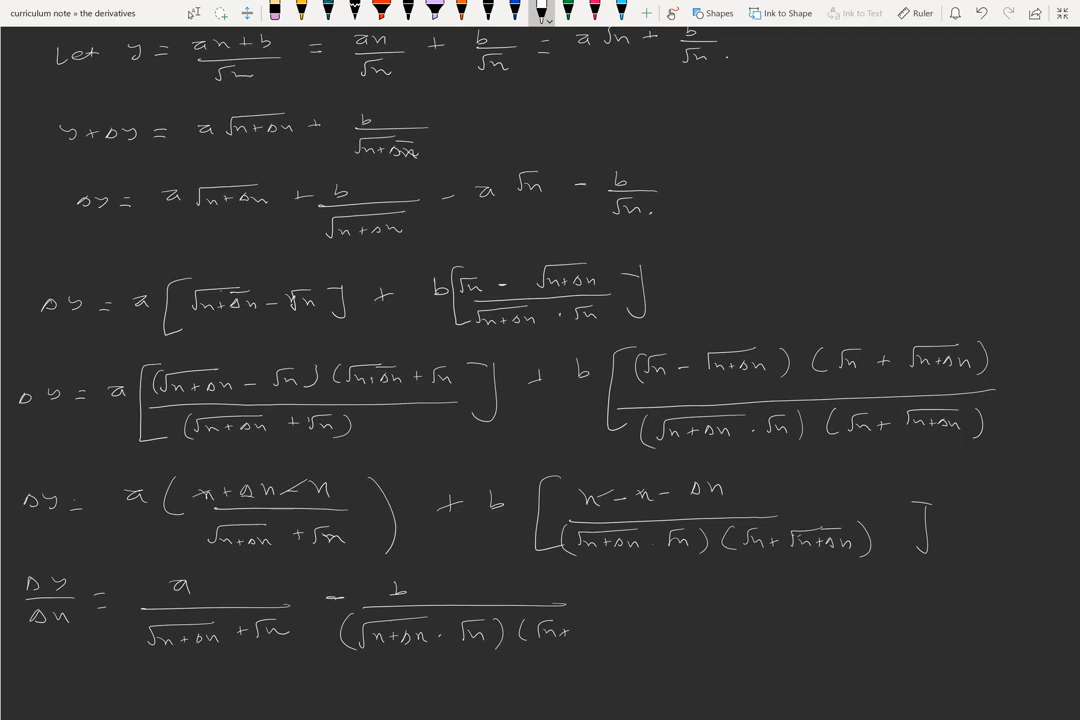 curriculum note » the derivatives
Shapes Ink to Shape Ink to Text Ruler
Let y = (ax + b)/√x = ax/√x + b/√x = a√x + b/√x.
y + Δy = a√(x+Δx) + b/√(x+Δx)
Δy = a√(x+Δx) + b/√(x+Δx) - a√x - b/√x.
Δy = a[√(x+Δx) - √x] + b[(√x - √(x+Δx))/(√(x+Δx) · √x)]
Δy = a[(√(x+Δx) - √x)(√(x+Δx) + √x/(√(x+Δx) + √x)] + b[(√x - √(x+Δx))(√x + √(x+Δx))/((√(x+Δx) · √x)(√x + √(x+Δx)))]
Δy = a((x + Δx - x)/(√(x+Δx) + √x)) + b[(x - x - Δx)/((√(x+Δx) · √x)(√x + √(x+Δx)))]
Δy/Δx = a/(√(x+Δx) + √x) - b/((√(x+Δx) · √x)(√x+